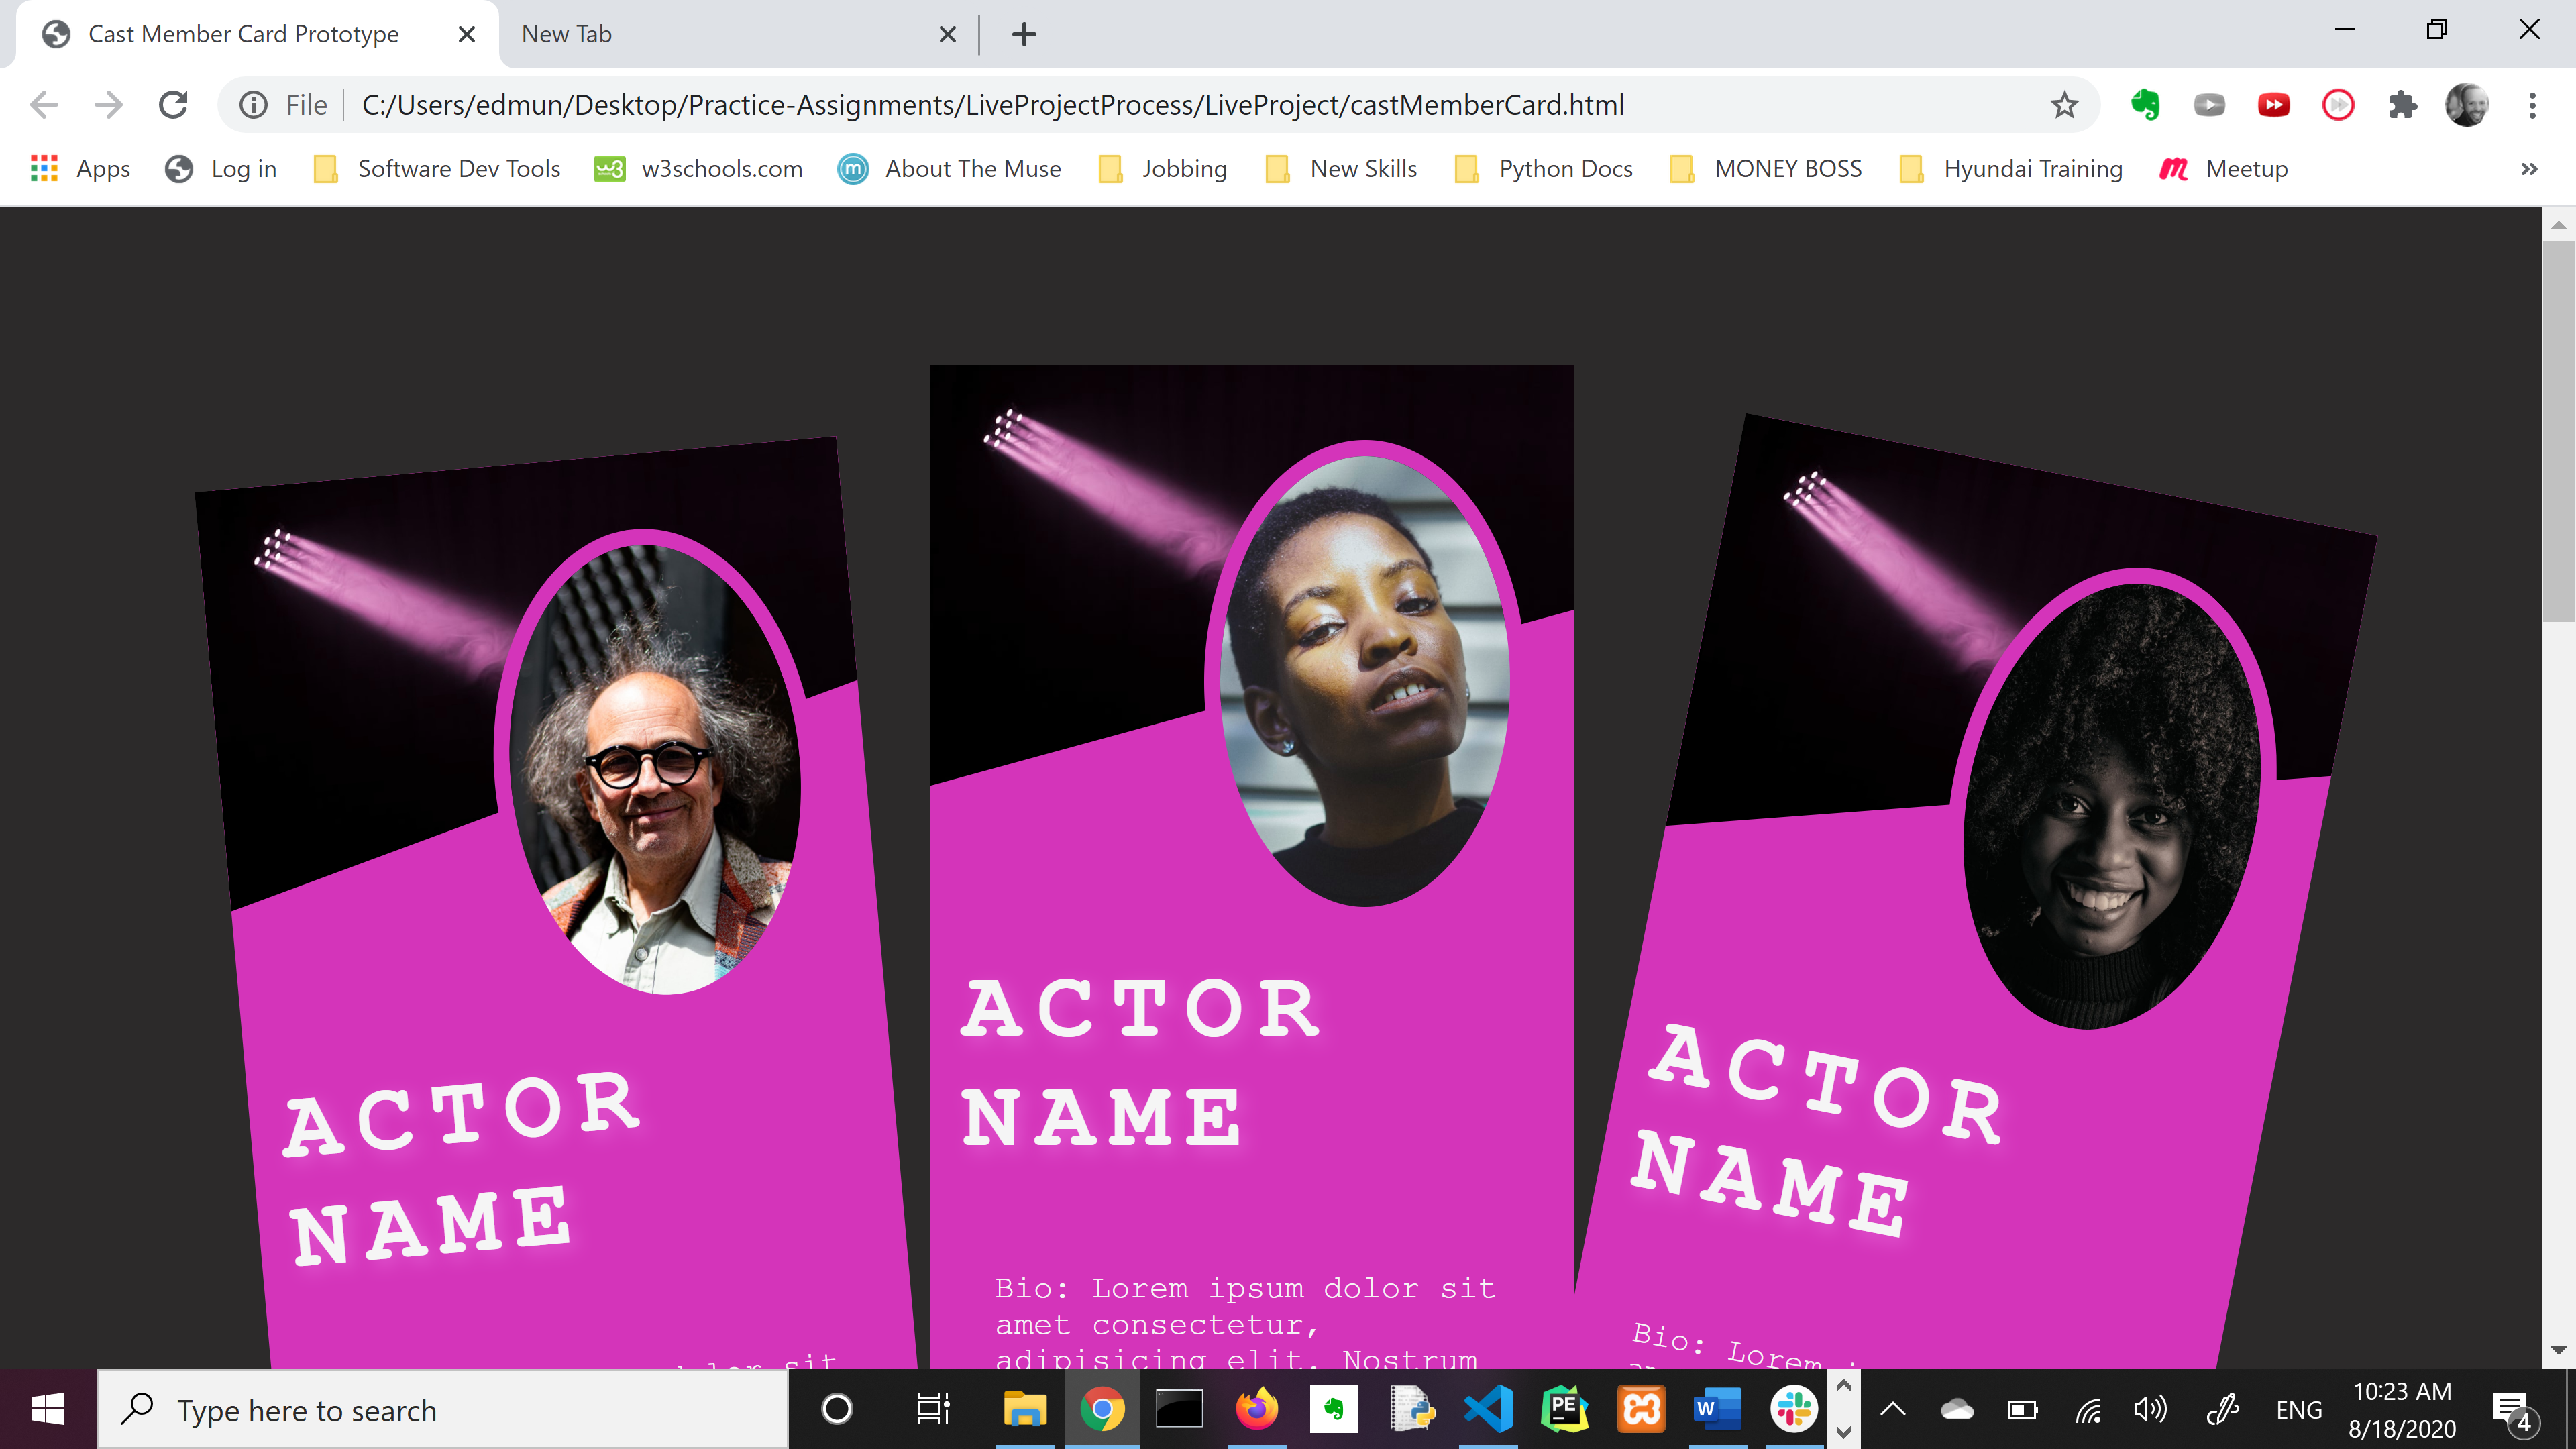 Cast Member Card Prototype
New Tab
File
C:/Users/edmun/Desktop/Practice-Assignments/LiveProjectProcess/LiveProject/castMemberCard.html
Apps
Log in
Software Dev Tools
w3schools.com
About The Muse
Jobbing
New Skills
Python Docs
MONEY BOSS
Hyundai Training
Meetup
»
ACTOR
NAME
ACTOR
NAME
Bio: Lorem ipsum dolor sit
amet consectetur,
adipisicing elit. Nostrum
ACTOR
NAME
Bio: Lorem
dolor sit
Type here to search
PE
W
ENG
10:23 AM
8/18/2020
4